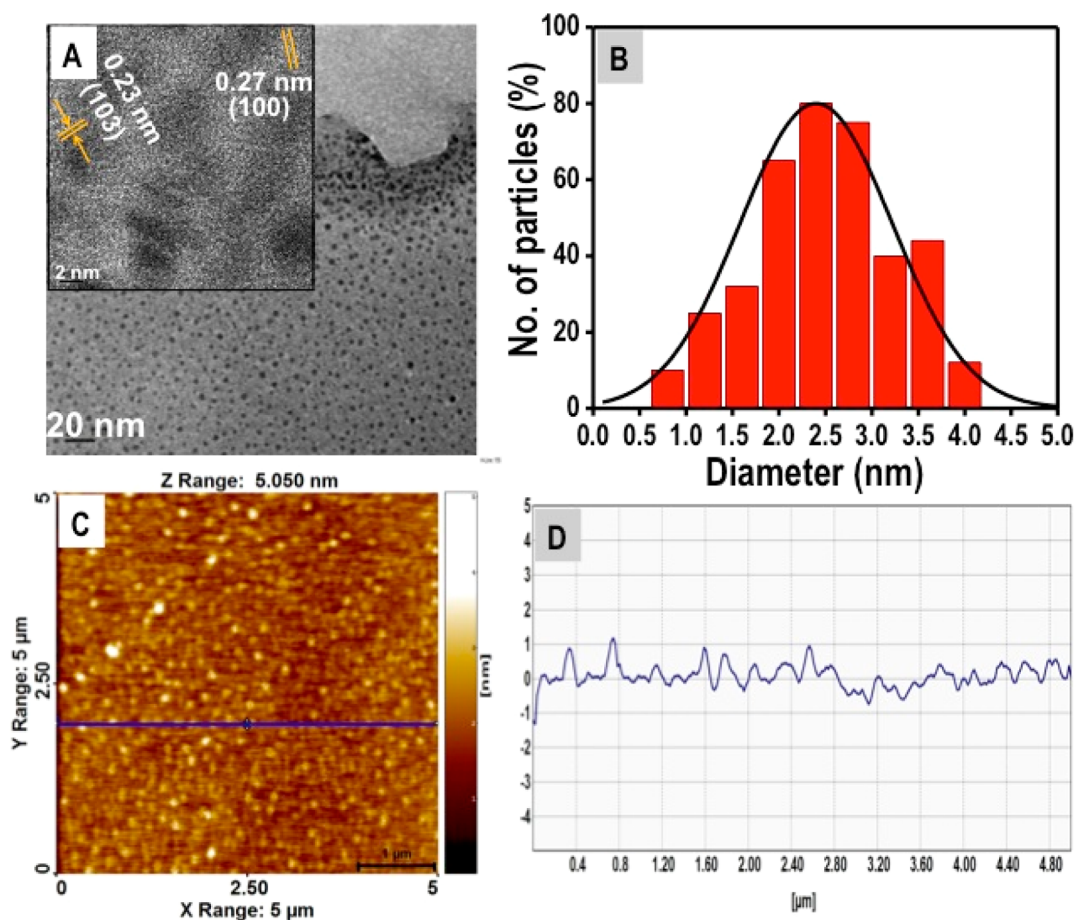 A
0.23 nm
(103)
0.27 nm
(100)
2 nm
20 nm
B
No. of particles (%)
100
80
60
40
20
0
0.0 0.5 1.0 1.5 2.0 2.5 3.0 3.5 4.0 4.5 5.0
Diameter (nm)
Z Range: 5.050 nm
C
Y Range: 5 µm
5
2.50
0
0 2.50 5
X Range: 5 µm
1 µm
[nm]
4
3
2
1
D
5
4
3
2
1
0
-1
-2
-3
-4
0.4 0.8 1.20 1.60 2.00 2.40 2.80 3.20 3.60 4.00 4.40 4.80
[µm]